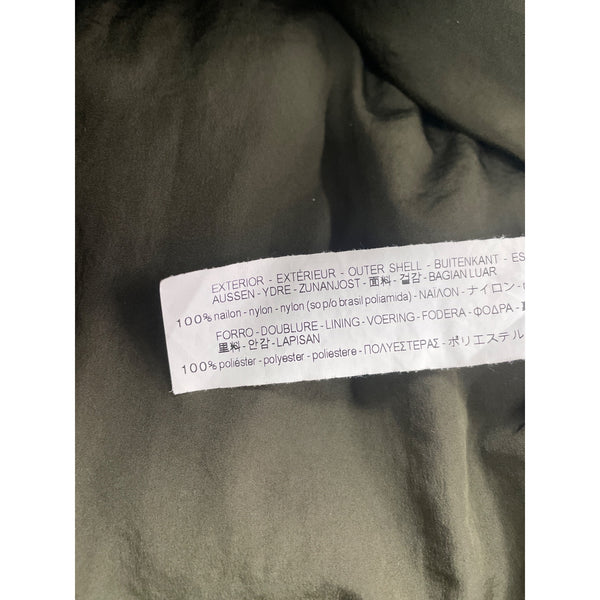 EXTERIOR - EXTÉRIEUR - OUTER SHELL - BUITENKANT - ES
AUSSEN - YDRE - ZUNANJOST - 面料 - 겉감 - BAGIAN LUAR
100% nailon - nylon - nylon (so p/o brasil poliamida) - ΝΑΪΛΟΝ - ナイロン -
FORRO - DOUBLURE - LINING - VOERING - FODERA - ΦΟΔΡΑ -
里料 - 안감 - LAPISAN
100% poliéster - polyester - poliestere - ΠΟΛΥΕΣΤΕΡΑΣ - ポリエステル